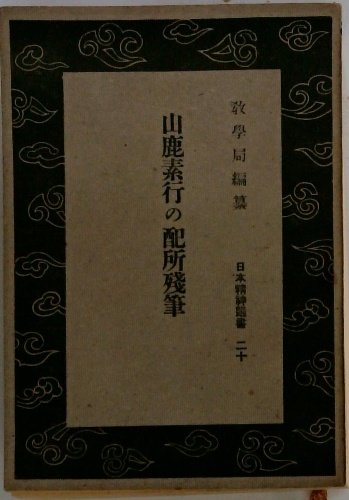 教學局編纂
日本精神叢書 二十
山鹿素行の配所殘筆